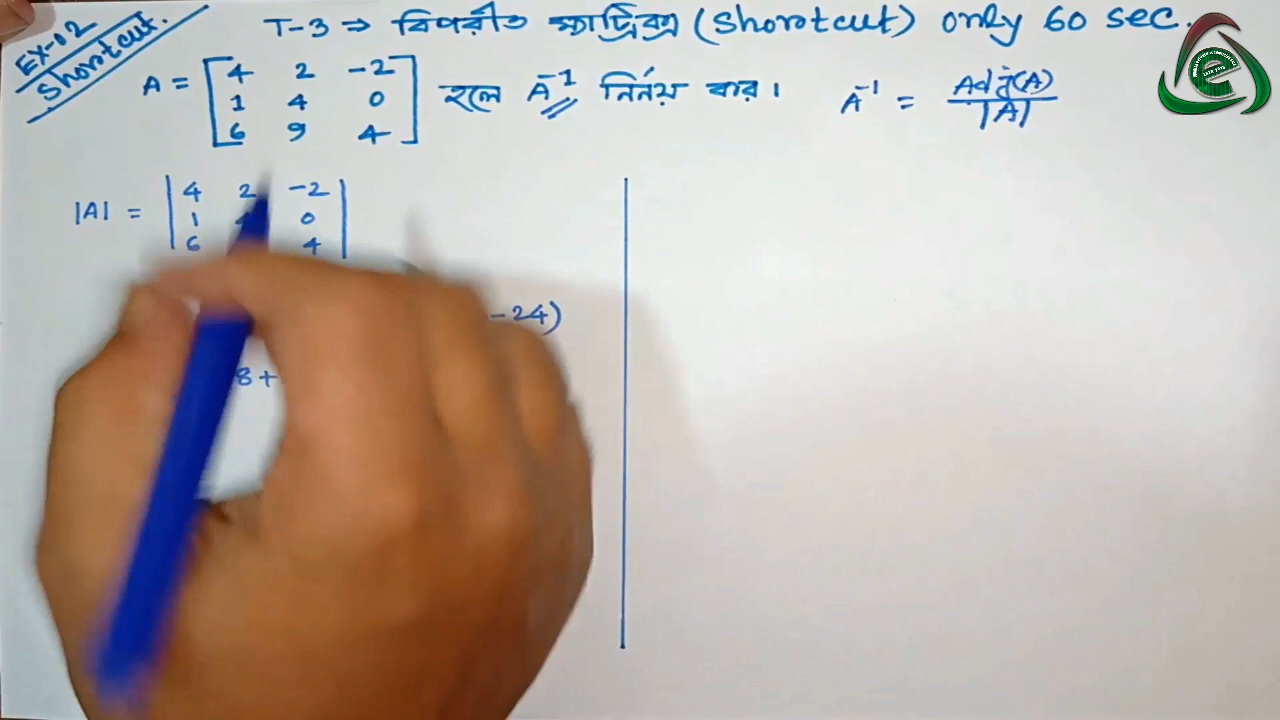 EX-02
Shortcut.
T-3 ⇒ বিপরীত ম্যাট্রিক্স (Shortcut) only 60 sec.
A = [4 2 -2
1 4 0
6 9 4] হলে A⁻¹ নির্নয় কর। A⁻¹ = Adj(A) / |A|
|A| = |4 2 -2
1 0
6 4|
-24)
8+